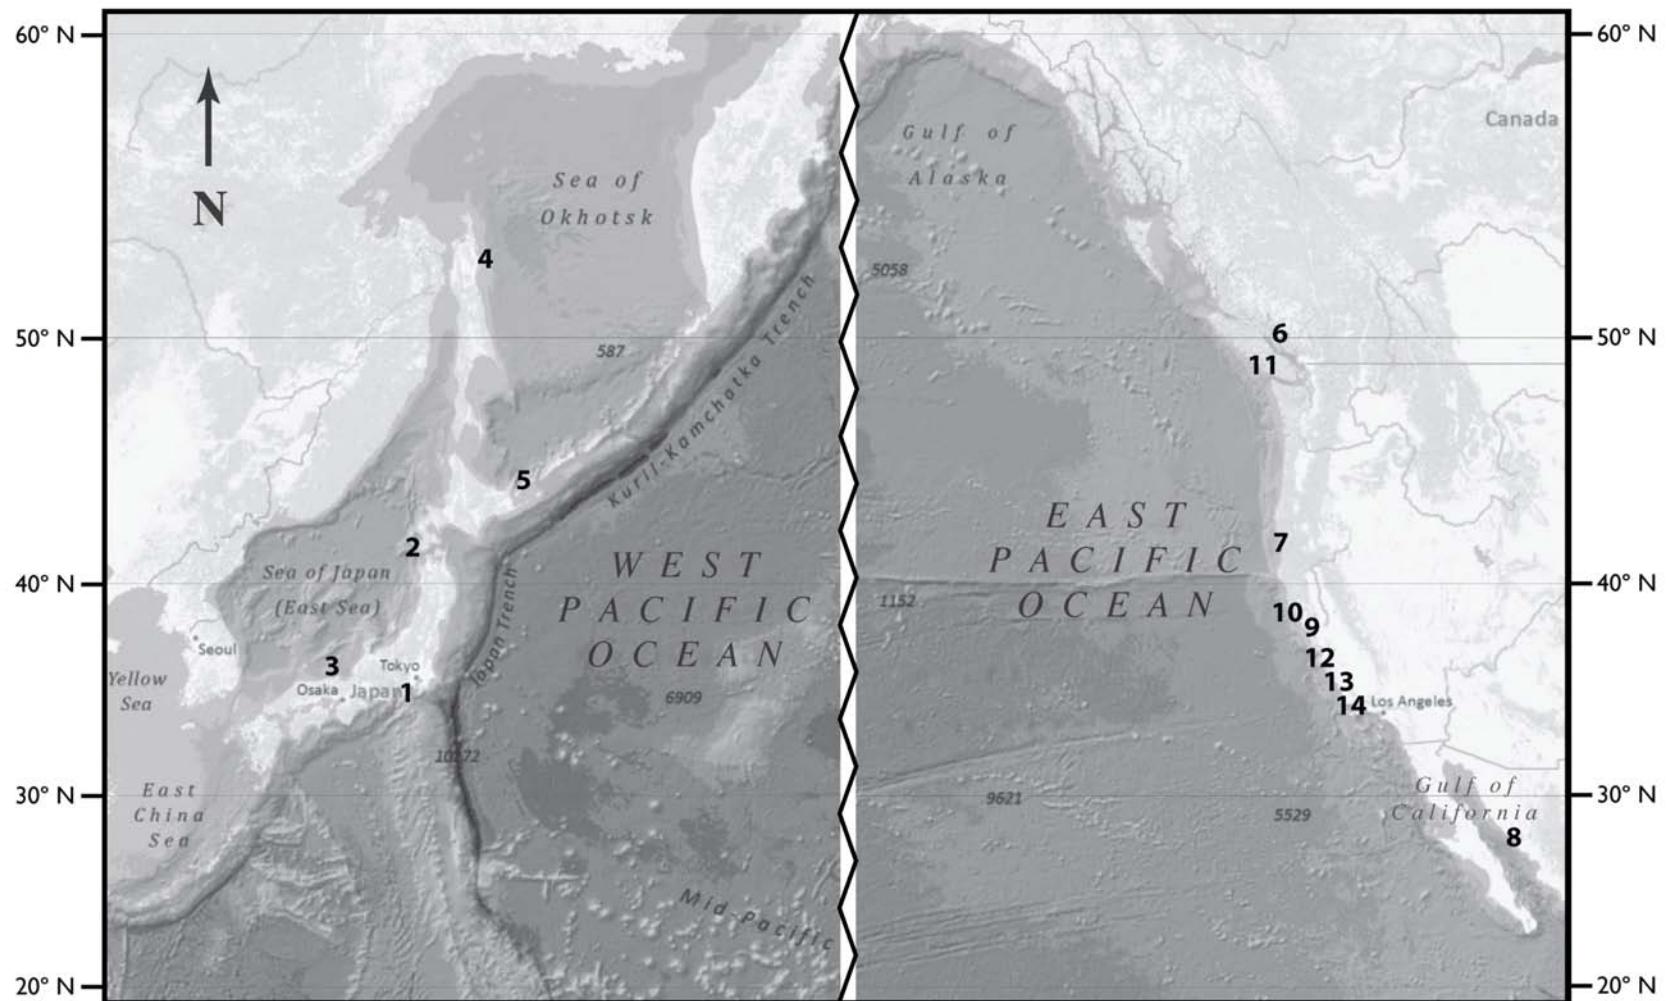 60° N
60° N
N
Sea of
Okhotsk
Gulf of
Alaska
Canada
4
5058
50° N
587
6
50° N
11
Kuril-Kamchatka Trench
5
2
7
WEST
PACIFIC
OCEAN
EAST
PACIFIC
OCEAN
Sea of Japan
(East Sea)
40° N
40° N
Japan Trench
1152
10
9
Seoul
3
Tokyo
12
Yellow
Sea
Osaka
Japan
1
6909
13
14
Los Angeles
East
China
Sea
30° N
9621
5529
Gulf of
California
30° N
8
Mid-Pacific
20° N
20° N